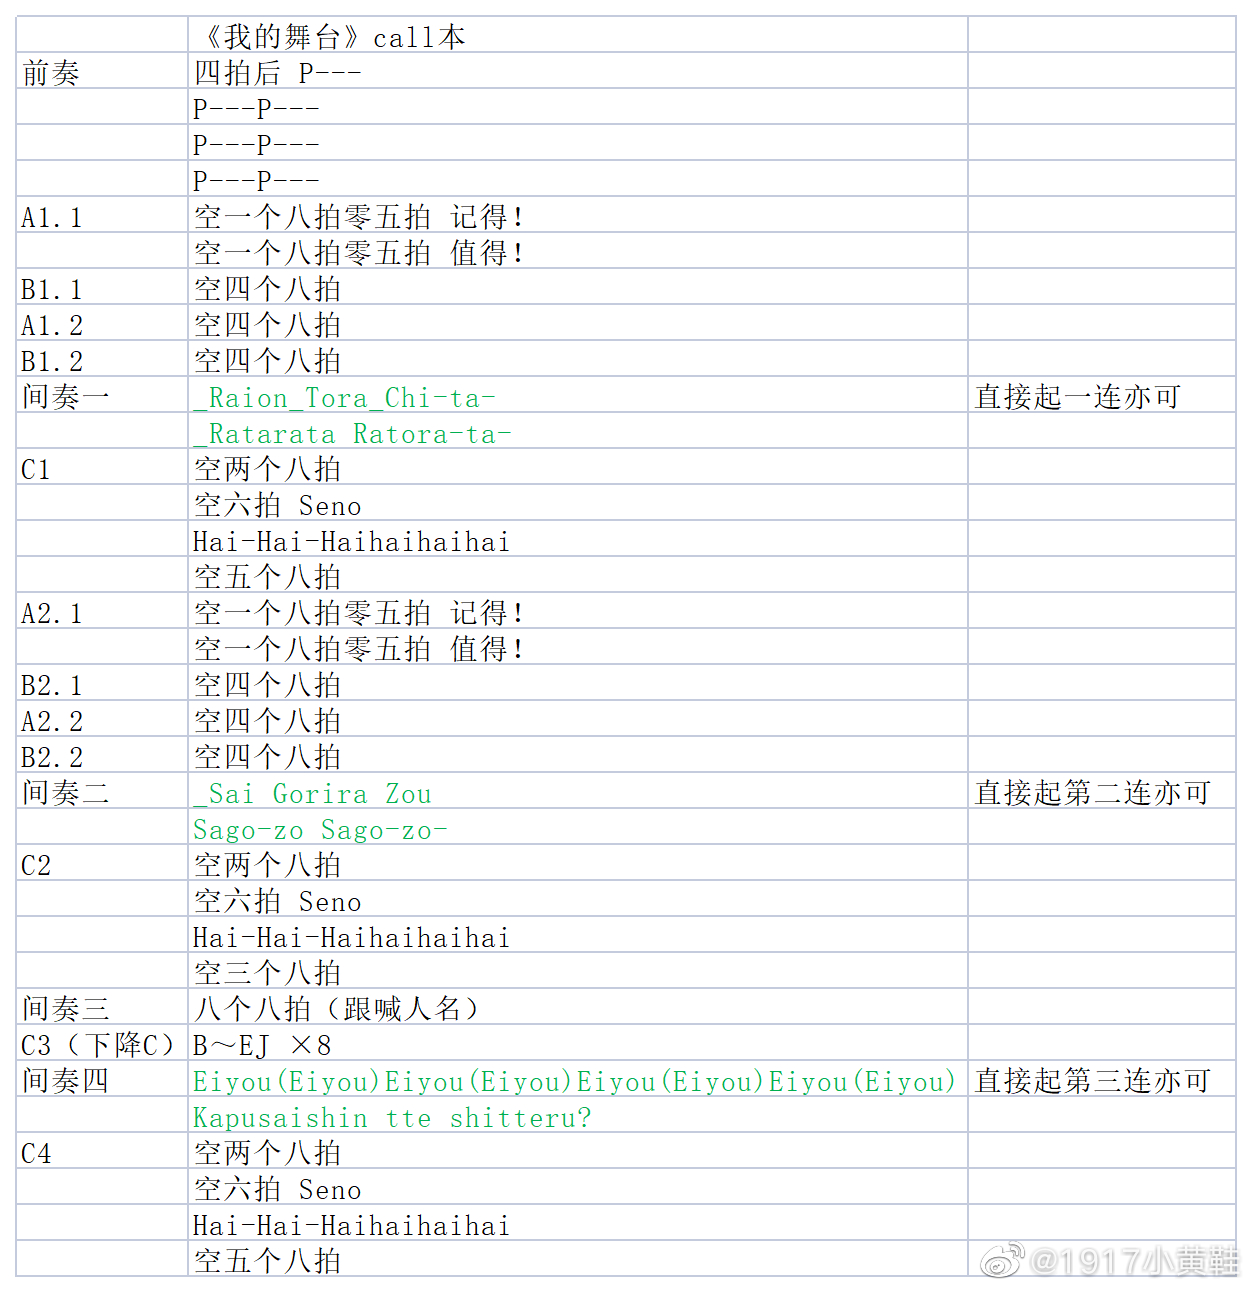 《我的舞台》call本
前奏 四拍后 P---
P---P---
P---P---
P---P---
A1.1 空一个八拍零五拍 记得！
空一个八拍零五拍 值得！
B1.1 空四个八拍
A1.2 空四个八拍
B1.2 空四个八拍
间奏一 _Raion_Tora_Chi-ta- 直接起一连亦可
_Ratarata Ratora-ta-
C1 空两个八拍
空六拍 Seno
Hai-Hai-Haihaihaihai
空五个八拍
A2.1 空一个八拍零五拍 记得！
空一个八拍零五拍 值得！
B2.1 空四个八拍
A2.2 空四个八拍
B2.2 空四个八拍
间奏二 _Sai Gorira Zou 直接起第二连亦可
Sago-zo Sago-zo-
C2 空两个八拍
空六拍 Seno
Hai-Hai-Haihaihaihai
空三个八拍
间奏三 八个八拍（跟喊人名）
C3（下降C） B～EJ ×8
间奏四 Eiyou(Eiyou)Eiyou(Eiyou)Eiyou(Eiyou)Eiyou(Eiyou) 直接起第三连亦可
Kapusaishin tte shitteru?
C4 空两个八拍
空六拍 Seno
Hai-Hai-Haihaihaihai
空五个八拍
@1917小黄鞋